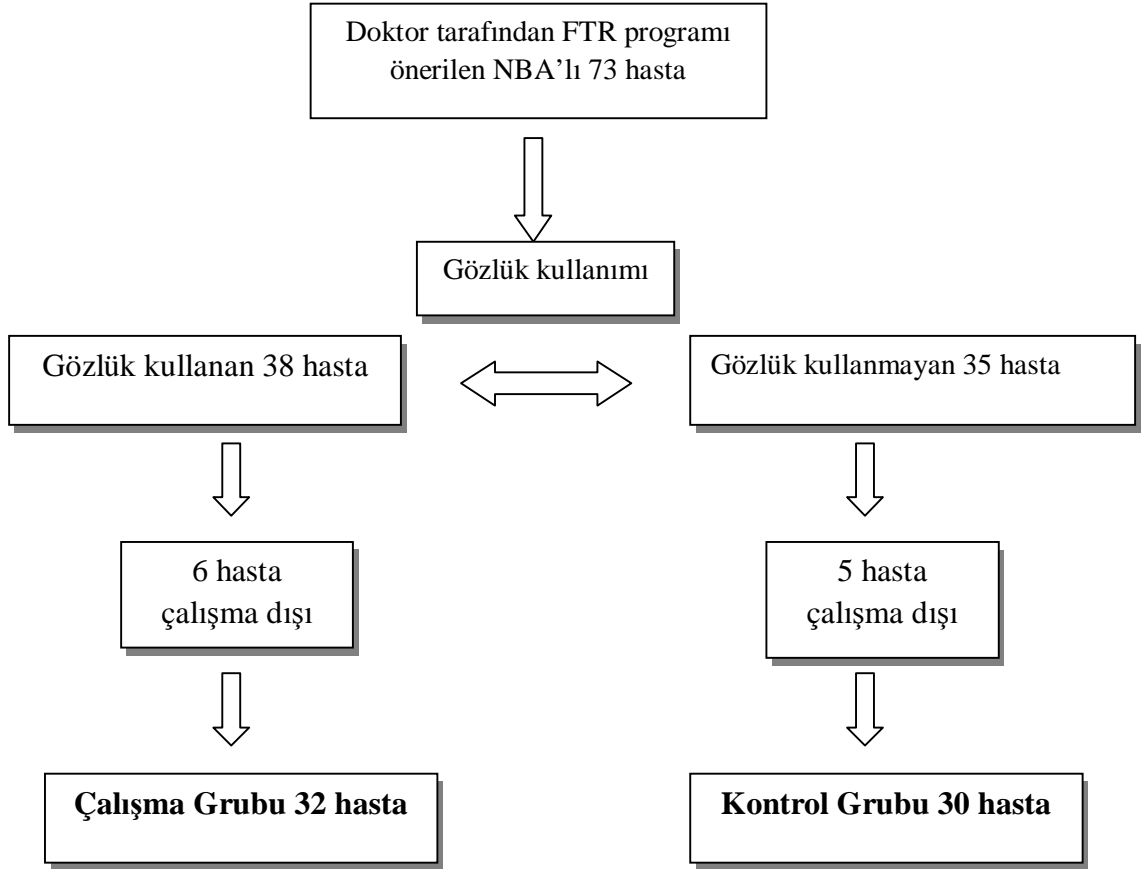 Doktor tarafından FTR programı
önerilen NBA’lı 73 hasta
Gözlük kullanımı
Gözlük kullanan 38 hasta
Gözlük kullanmayan 35 hasta
6 hasta
çalışma dışı
5 hasta
çalışma dışı
Çalışma Grubu 32 hasta
Kontrol Grubu 30 hasta